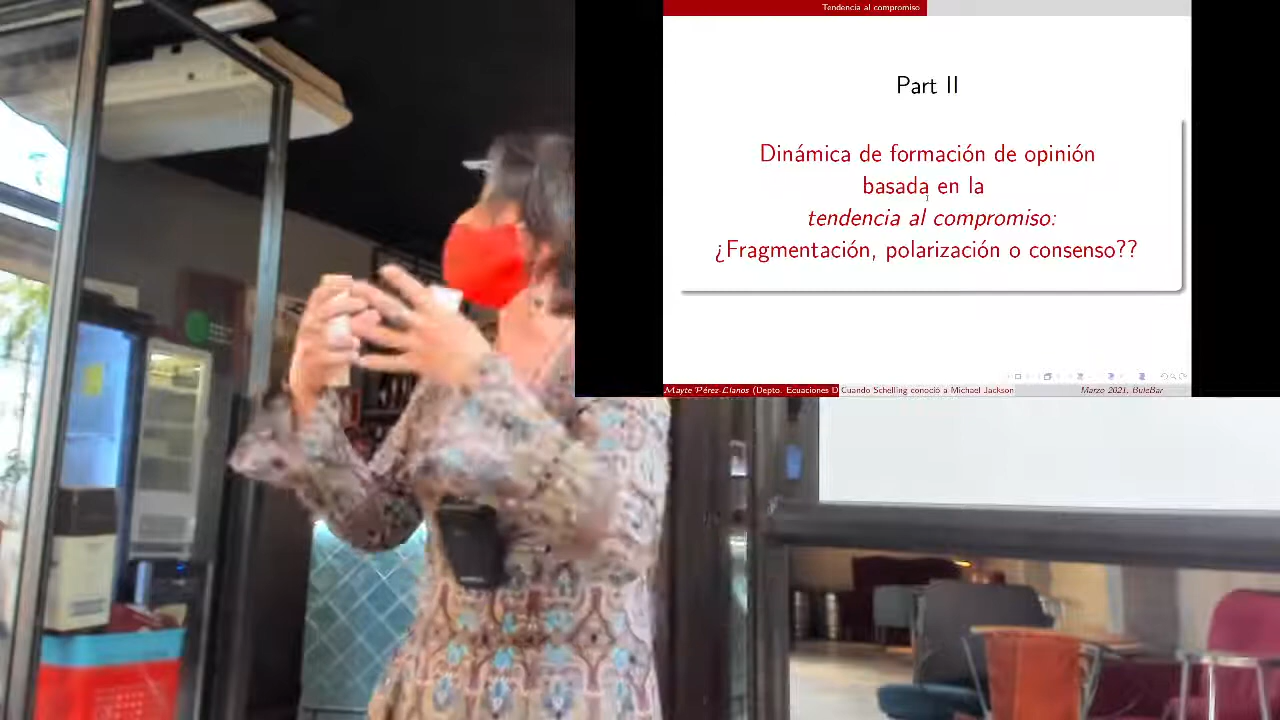 Tendencia al compromiso
Part II
Dinámica de formación de opinión
basada en la
tendencia al compromiso:
¿Fragmentación, polarización o consenso??
Mayte Pérez-Llanos (Depto. Ecuaciones D
Cuando Schelling conoció a Michael Jackson
Marzo 2021, BuleBar